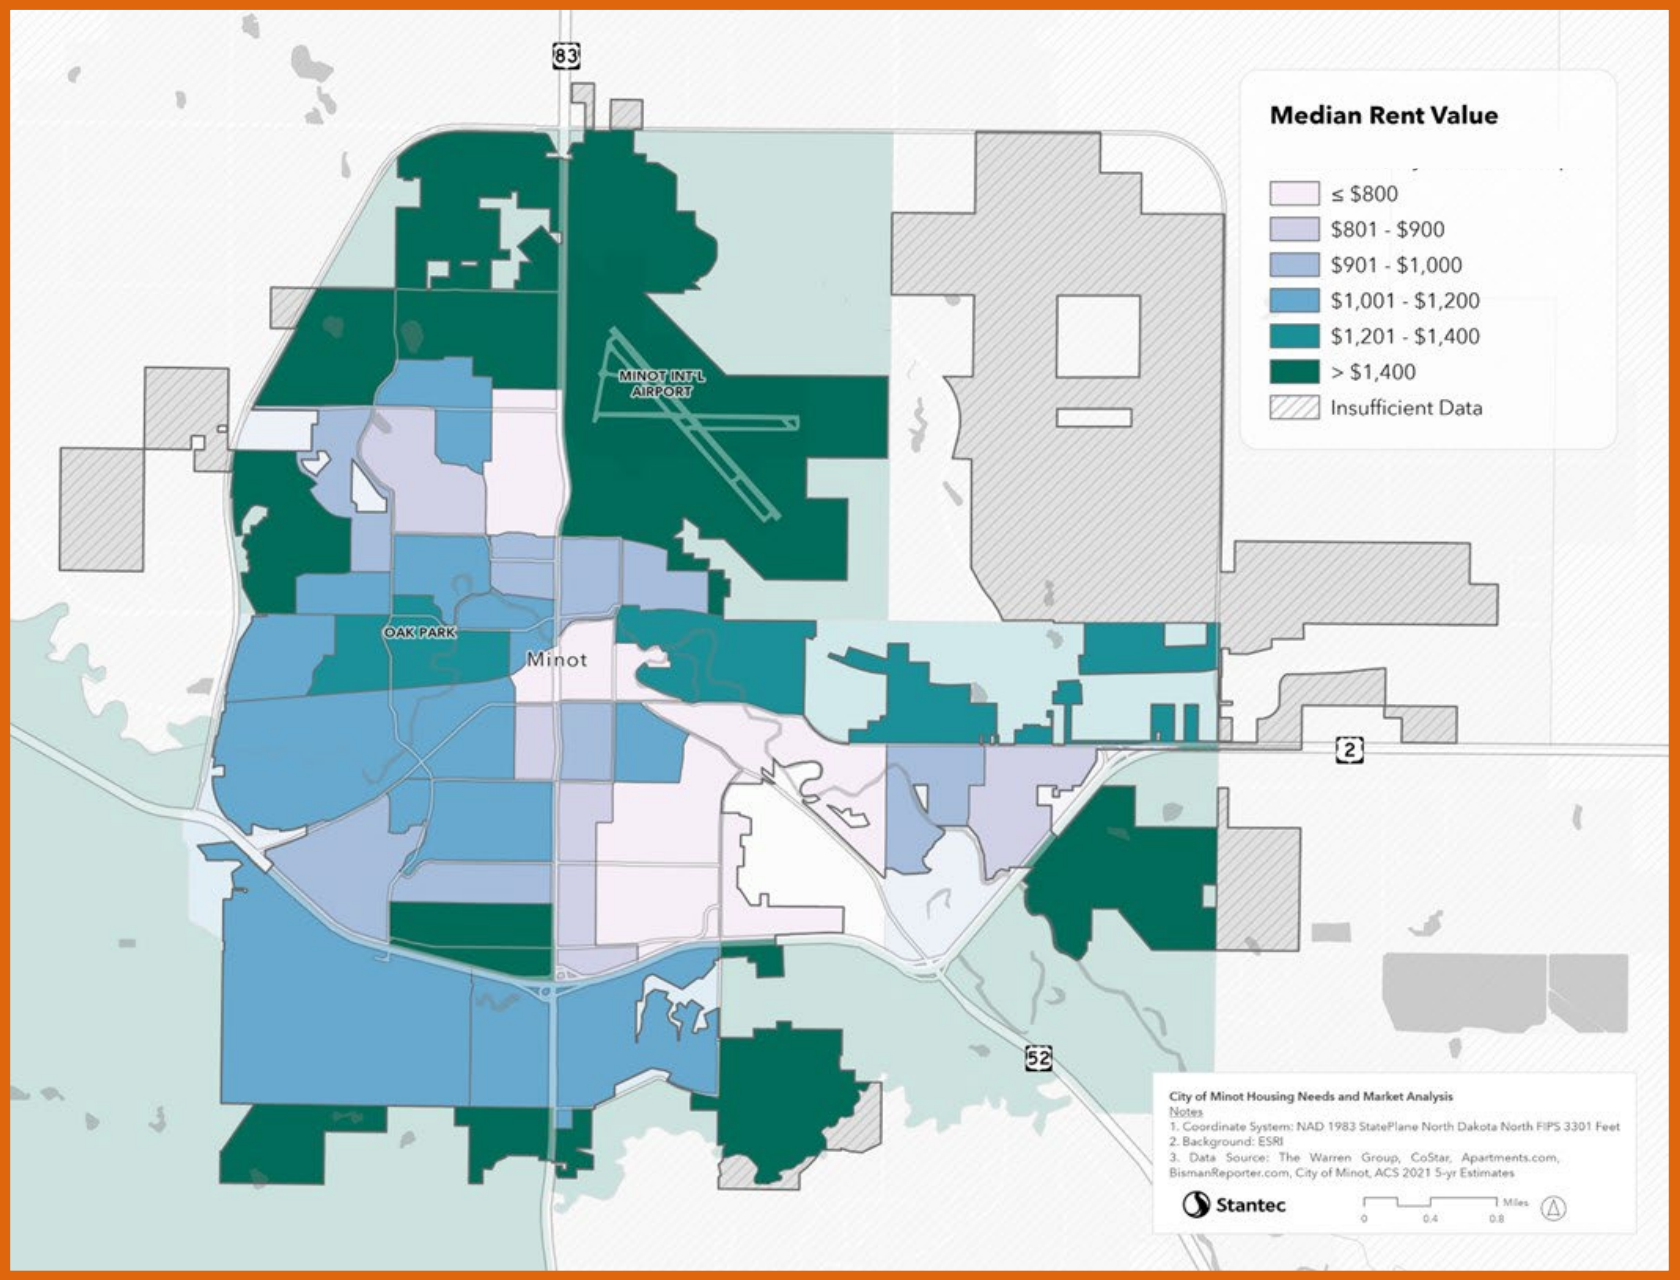 83
Median Rent Value
≤ $800
$801 - $900
$901 - $1,000
$1,001 - $1,200
$1,201 - $1,400
> $1,400
Insufficient Data
MINOT INT'L
AIRPORT
OAK PARK
Minot
2
52
City of Minot Housing Needs and Market Analysis
Notes
1. Coordinate System: NAD 1983 StatePlane North Dakota North FIPS 3301 Feet
2. Background: ESRI
3. Data Source: The Warren Group, CoStar, Apartments.com,
BismanReporter.com, City of Minot, ACS 2021 5-yr Estimates
Stantec
Miles
0 0.4 0.8